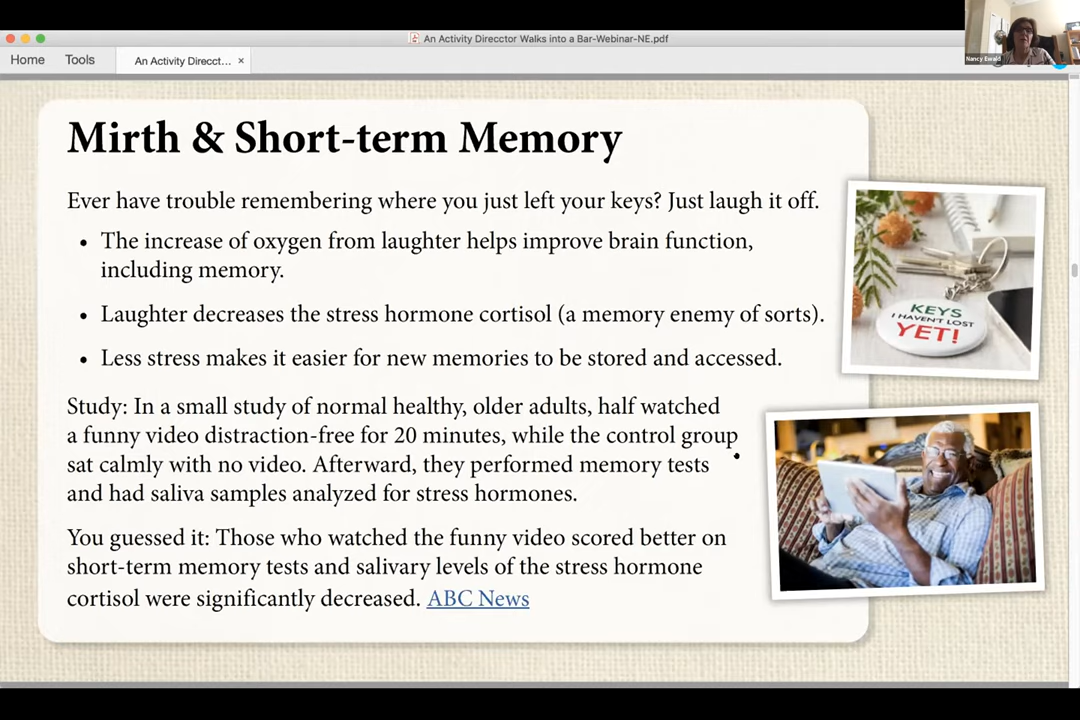 An Activity Direcctor Walks into a Bar-Webinar-NE.pdf
Home
Tools
An Activity Direcct... ×
Nancy Ewald
Mirth & Short-term Memory
Ever have trouble remembering where you just left your keys? Just laugh it off.
• The increase of oxygen from laughter helps improve brain function,
including memory.
• Laughter decreases the stress hormone cortisol (a memory enemy of sorts).
• Less stress makes it easier for new memories to be stored and accessed.
Study: In a small study of normal healthy, older adults, half watched
a funny video distraction-free for 20 minutes, while the control group
sat calmly with no video. Afterward, they performed memory tests
and had saliva samples analyzed for stress hormones.
You guessed it: Those who watched the funny video scored better on
short-term memory tests and salivary levels of the stress hormone
cortisol were significantly decreased. ABC News
KEYS
I HAVEN'T LOST
YET!